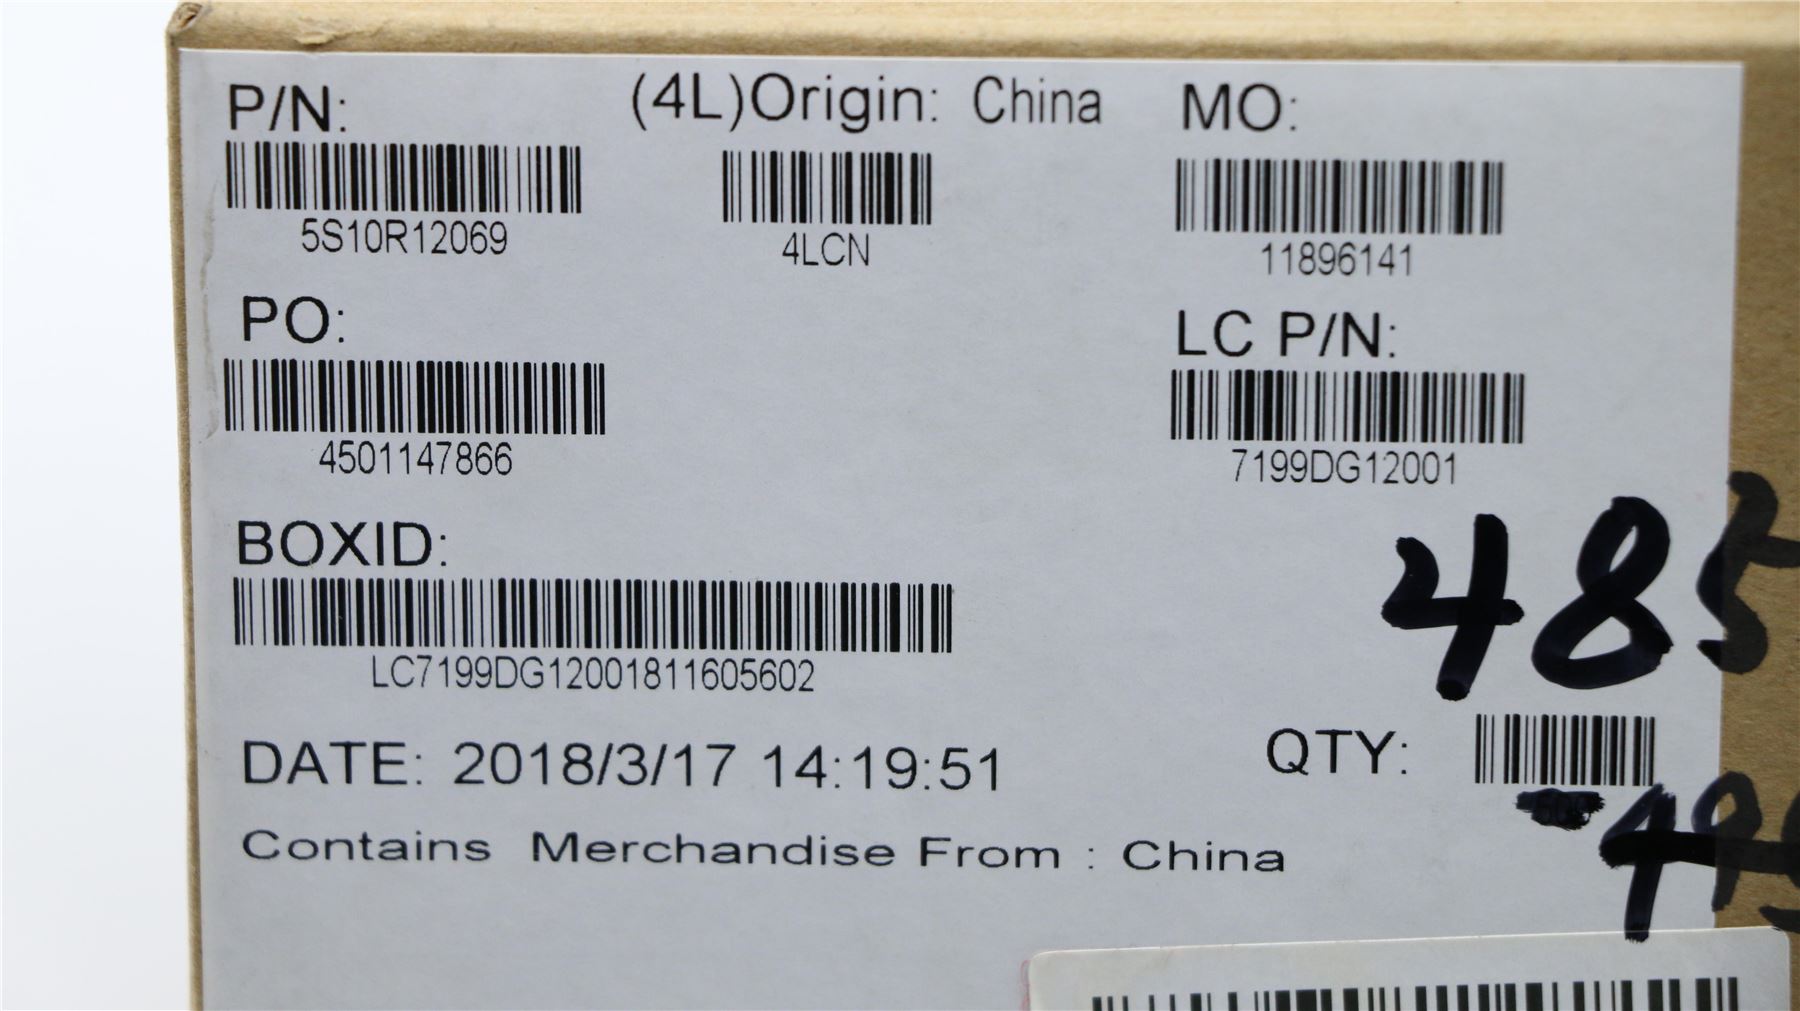 P/N: (4L)Origin: China MO:
5S10R12069 4LCN 11896141
PO: LC P/N:
4501147866 7199DG12001
485
BOXID:
LC7199DG12001811605602
DATE: 2018/3/17 14:19:51 QTY:
Contains Merchandise From : China